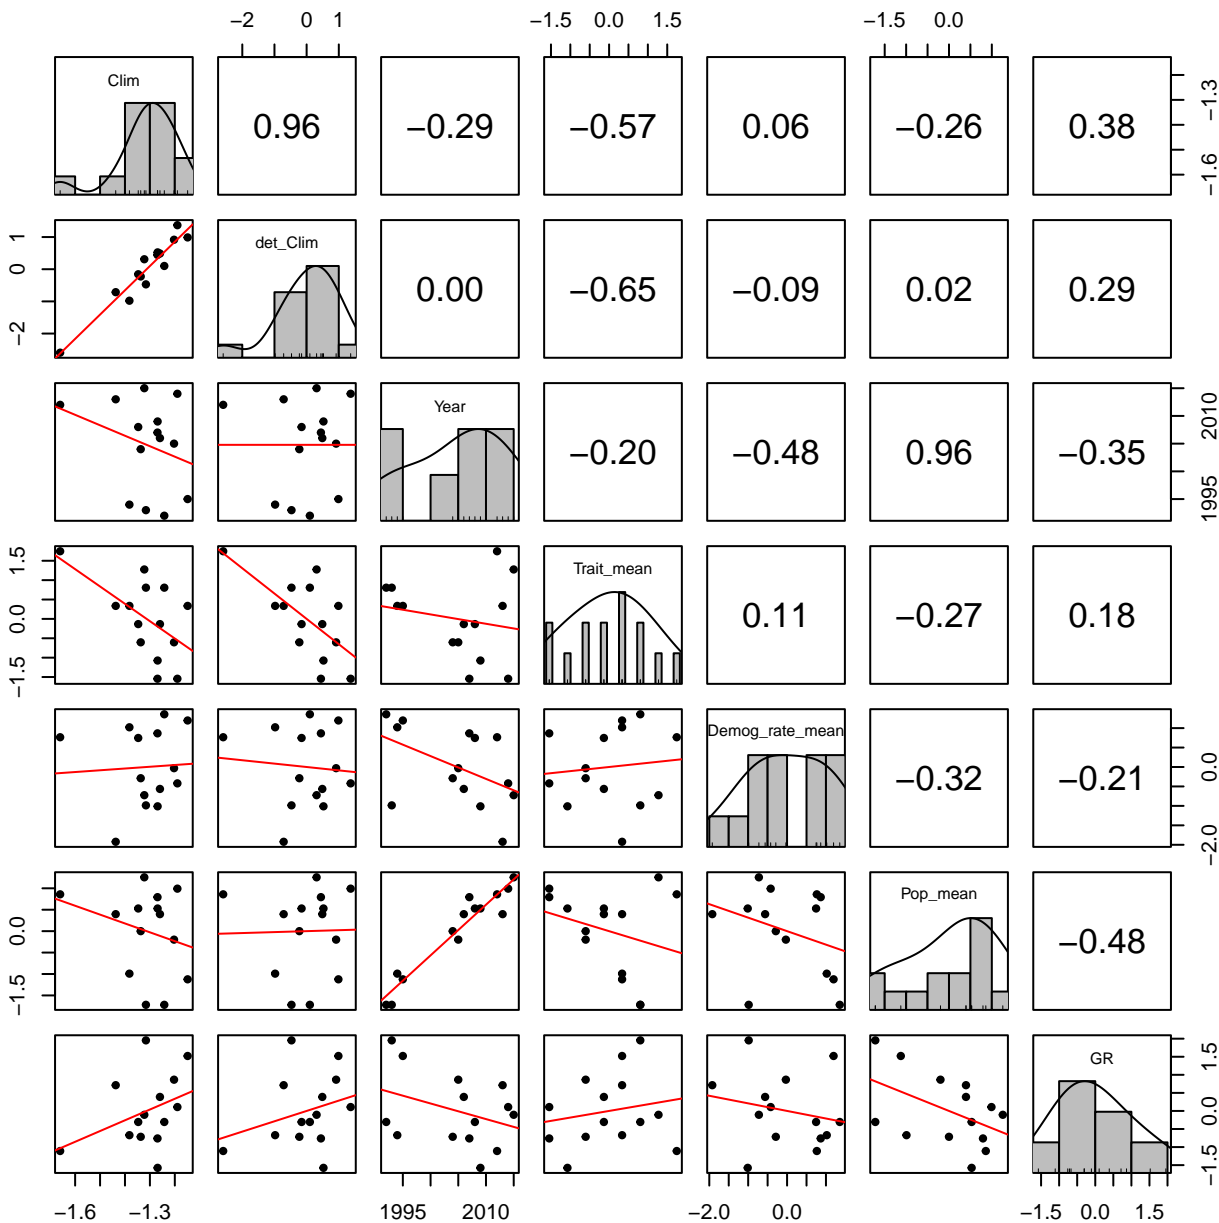 −2 0 1 −1.5 0.0 1.5 −1.5 0.0
Clim 0.96 −0.29 −0.57 0.06 −0.26 0.38 −1.6 −1.3
−2 0 1 det_Clim 0.00 −0.65 −0.09 0.02 0.29
Year −0.20 −0.48 0.96 −0.35 1995 2010
−1.5 0.0 1.5 Trait_mean 0.11 −0.27 0.18
Demog_rate_mean −0.32 −0.21 −2.0 0.0
−1.5 0.0 Pop_mean −0.48
GR −1.5 0.0 1.5
−1.6 −1.3 1995 2010 −2.0 0.0 −1.5 0.0 1.5